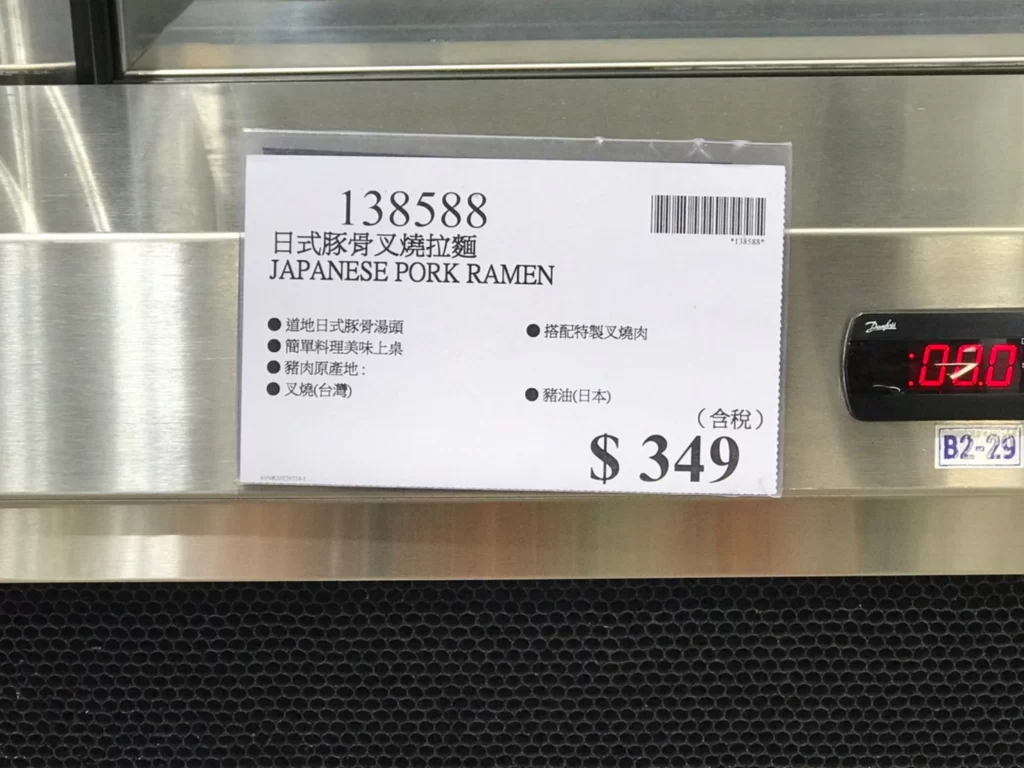 138588
*138588*
日式豚骨叉燒拉麵
JAPANESE PORK RAMEN
● 道地日式豚骨湯頭
● 搭配特製叉燒肉
● 簡單料理美味上桌
● 豬肉原產地:
● 叉燒(台灣)
● 豬油(日本)
(含稅)
$ 349
Danfoss
B2-29